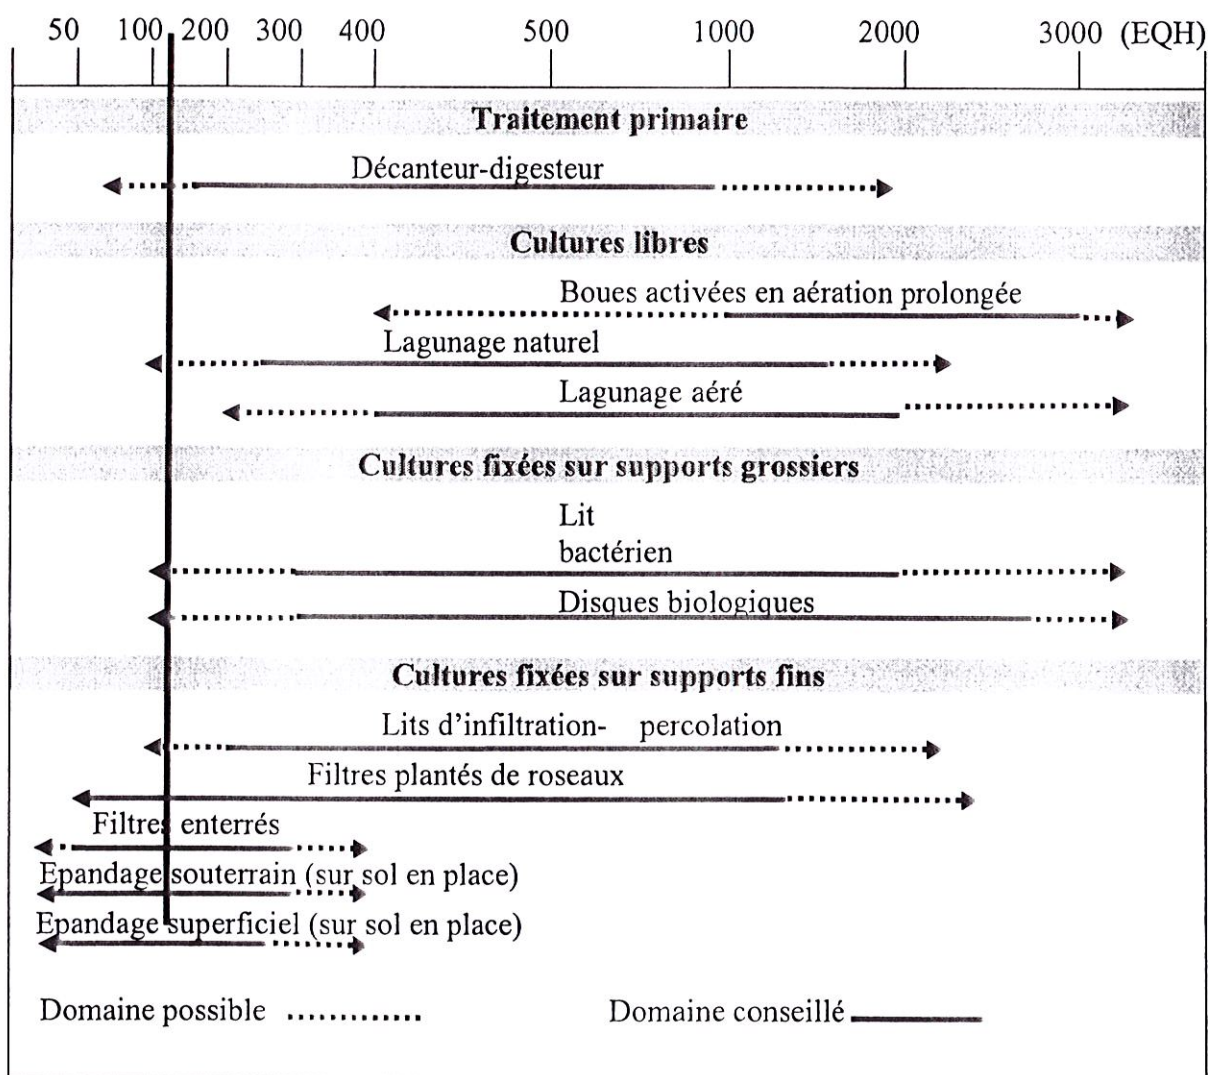 50 100 200 300 400 500 1000 2000 3000 (EQH)
Traitement primaire
Décanteur-digesteur
Cultures libres
Boues activées en aération prolongée
Lagunage naturel
Lagunage aéré
Cultures fixées sur supports grossiers
Lit
bactérien
Disques biologiques
Cultures fixées sur supports fins
Lits d'infiltration- percolation
Filtres plantés de roseaux
Filtres enterrés
Epandage souterrain (sur sol en place)
Epandage superficiel (sur sol en place)
Domaine possible Domaine conseillé